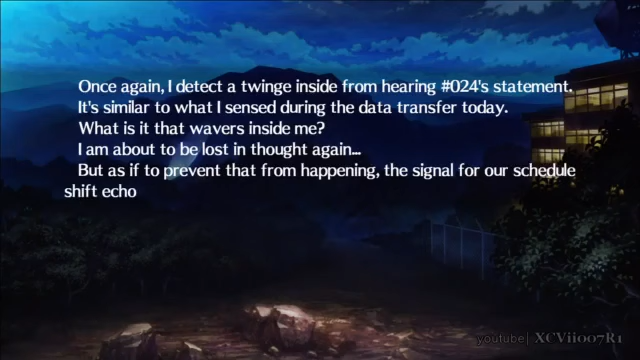 Once again, I detect a twinge inside from hearing #024's statement.
It's similar to what I sensed during the data transfer today.
What is it that wavers inside me?
I am about to be lost in thought again...
But as if to prevent that from happening, the signal for our schedule
shift echo
youtube| XCVii007R1